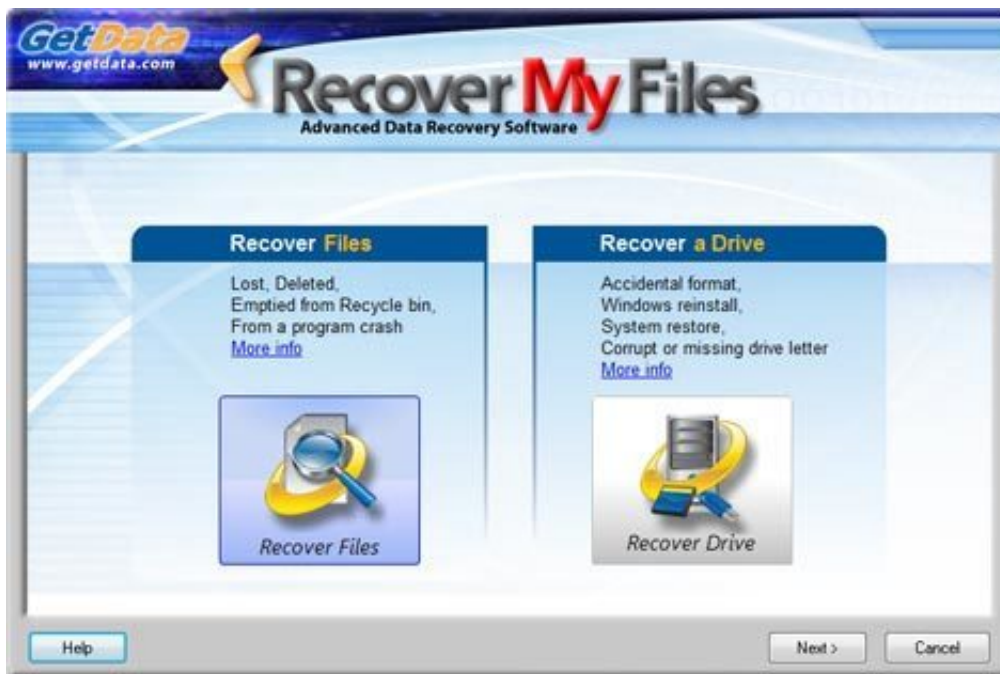 GetData
www.getdata.com
Recover My Files
Advanced Data Recovery Software
Recover Files
Lost, Deleted,
Emptied from Recycle bin,
From a program crash
More info
Recover Files
Recover a Drive
Accidental format,
Windows reinstall,
System restore,
Corrupt or missing drive letter
More info
Recover Drive
Help
Next >
Cancel